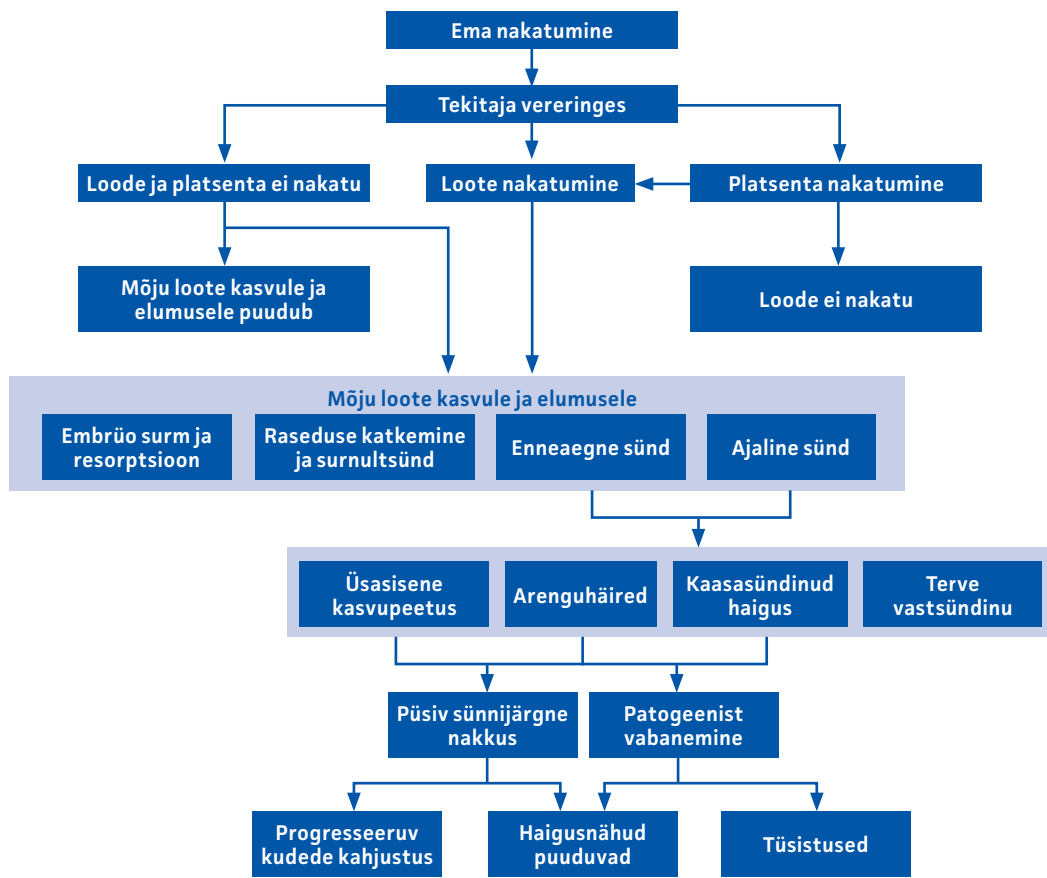 Ema nakatumine
Tekitaja vereringes
Loode ja platsenta ei nakatu
Loote nakatumine
Platsenta nakatumine
Mõju loote kasvule ja
elumusele puudub
Loode ei nakatu
Mõju loote kasvule ja elumusele
Embrüo surm ja
resorptsioon
Raseduse katkemine
ja surnultsünd
Enneaegne sünd
Ajaline sünd
Üsasisene
kasvupeetus
Arenguhäired
Kaasasündinud
haigus
Terve
vastsündinu
Püsiv sünnijärgne
nakkus
Patogeenist
vabanemine
Progresseeruv
kudede kahjustus
Haigusnähud
puuduvad
Tüsistused